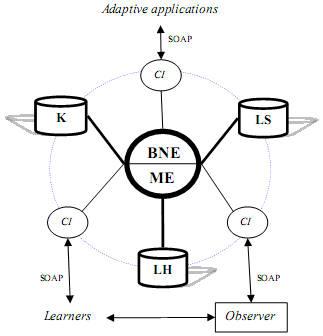 Adaptive applications
SOAP
CI
K
LS
BNE
ME
CI
CI
LH
SOAP
SOAP
Learners
Observer